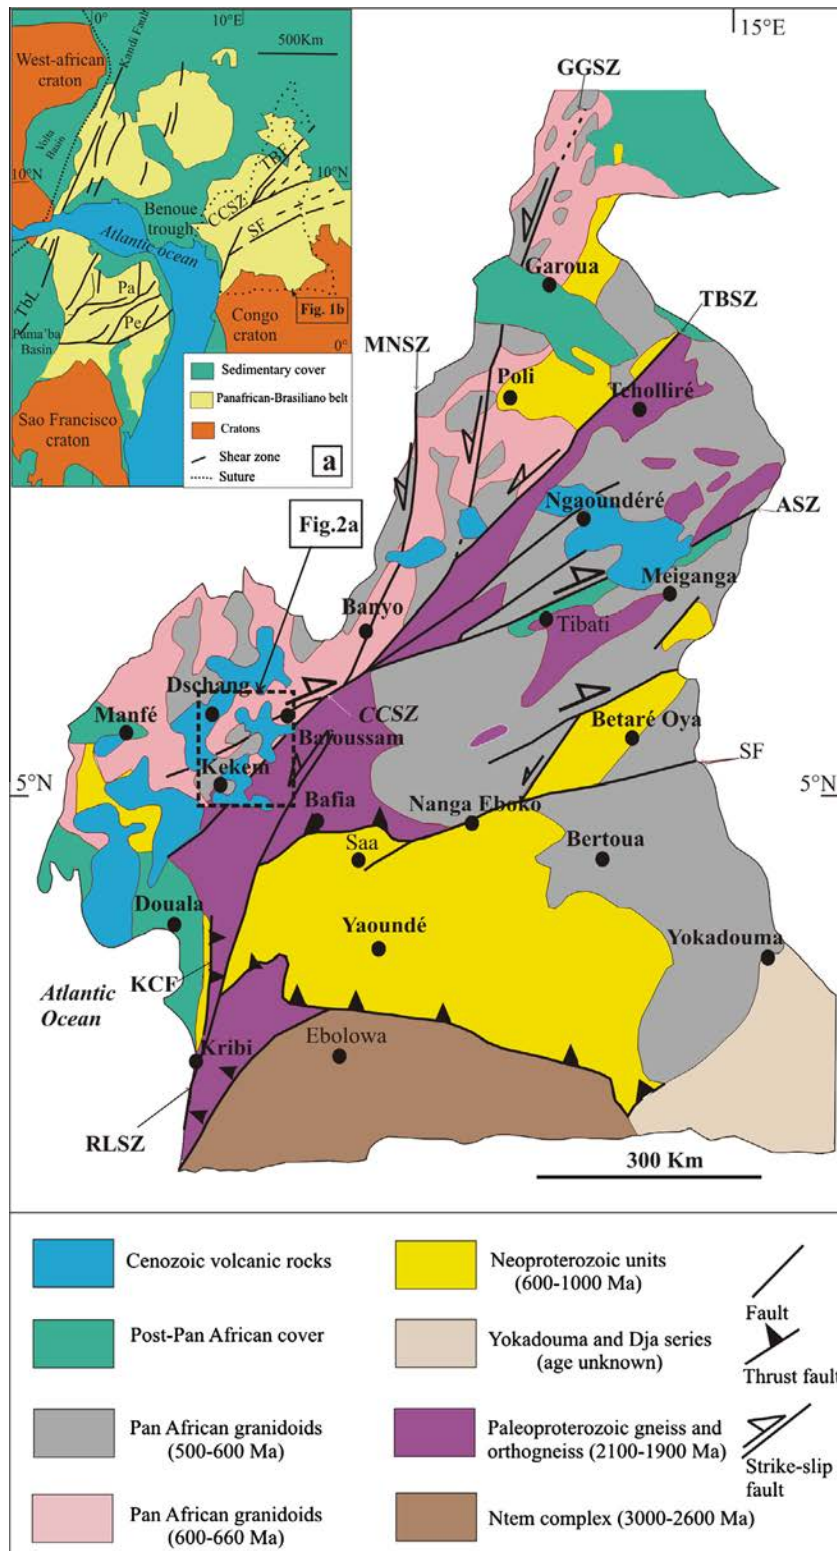 0°
10°E
15°E
West-african
craton
Kandi Fault
500Km
GGSZ
Volta
Basin
10°N
10°N
TBF
Benoue
trough
CCSZ
SF
Atlantic ocean
Garoua
TbL
Pa
Fig. 1b
TBSZ
Pama'ba
Basin
Pe
Congo
craton
0°
MNSZ
Sedimentary cover
Poli
Tcholliré
Panafrican-Brasiliano belt
Sao Francisco
craton
Cratons
Shear zone
Suture
a
Ngaoundéré
ASZ
Fig.2a
Meiganga
Banyo
Tibati
Dschang
CCSZ
Manfé
Bafoussam
Betaré Oya
SF
Kekem
5°N
5°N
Bafia
Nanga Eboko
Saa
Bertoua
Douala
Yaoundé
Yokadouma
KCF
Atlantic
Ocean
Kribi
Ebolowa
RLSZ
300 Km
Cenozoic volcanic rocks
Neoproterozoic units
(600-1000 Ma)
Fault
Post-Pan African cover
Yokadouma and Dja series
(age unknown)
Thrust fault
Pan African granidoids
(500-600 Ma)
Paleoproterozoic gneiss and
orthogneiss (2100-1900 Ma)
Strike-slip
fault
Pan African granidoids
(600-660 Ma)
Ntem complex (3000-2600 Ma)